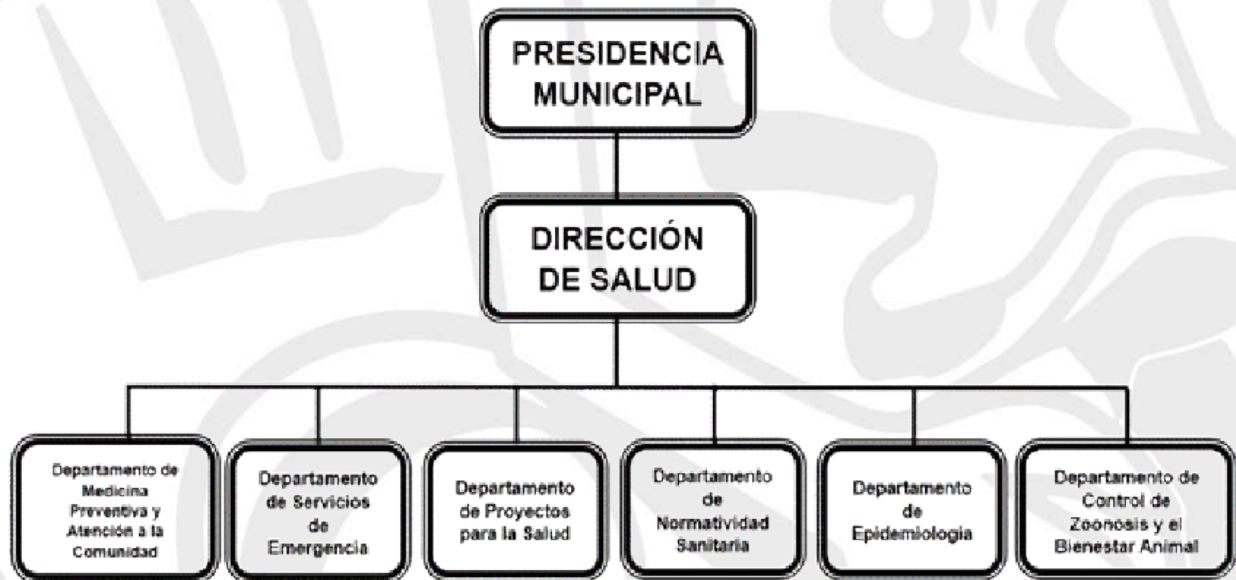 PRESIDENCIA
MUNICIPAL
DIRECCIÓN
DE SALUD
Departamento de
Medicina
Preventiva y
Atención a la
Comunidad
Departamento
de Servicios
de
Emergencia
Departamento
de Proyectos
para la Salud
Departamento
de
Normatividad
Sanitaria
Departamento
de
Epidemiología
Departamento de
Control de
Zoonosis y el
Bienestar Animal